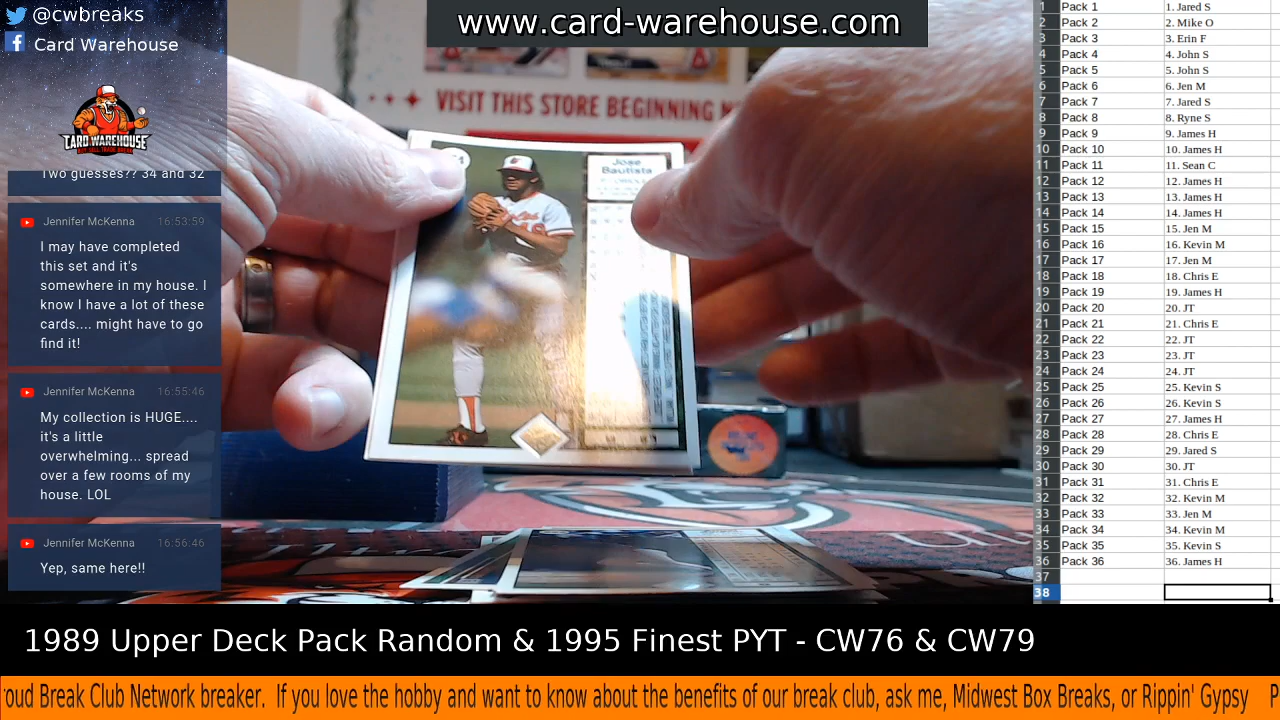 @cwbreaks
Card Warehouse
CARD WAREHOUSE
Two guesses?? 34 and 32
Jennifer McKenna 16:53:59
I may have completed
this set and it's
somewhere in my house. I
know I have a lot of these
cards.... might have to go
find it!
Jennifer McKenna 16:55:46
My collection is HUGE....
it's a little
overwhelming... spread
over a few rooms of my
house. LOL
Jennifer McKenna 16:56:46
Yep, same here!!
www.card-warehouse.com
VISIT THIS STORE BEGINNING
Jose
Bautista
1 Pack 1 1. Jared S
2 Pack 2 2. Mike O
3 Pack 3 3. Erin F
4 Pack 4 4. John S
5 Pack 5 5. John S
6 Pack 6 6. Jen M
7 Pack 7 7. Jared S
8 Pack 8 8. Ryne S
9 Pack 9 9. James H
10 Pack 10 10. James H
11 Pack 11 11. Sean C
12 Pack 12 12. James H
13 Pack 13 13. James H
14 Pack 14 14. James H
15 Pack 15 15. Jen M
16 Pack 16 16. Kevin M
17 Pack 17 17. Jen M
18 Pack 18 18. Chris E
19 Pack 19 19. James H
20 Pack 20 20. JT
21 Pack 21 21. Chris E
22 Pack 22 22. JT
23 Pack 23 23. JT
24 Pack 24 24. JT
25 Pack 25 25. Kevin S
26 Pack 26 26. Kevin S
27 Pack 27 27. James H
28 Pack 28 28. Chris E
29 Pack 29 29. Jared S
30 Pack 30 30. JT
31 Pack 31 31. Chris E
32 Pack 32 32. Kevin M
33 Pack 33 33. Jen M
34 Pack 34 34. Kevin M
35 Pack 35 35. Kevin S
36 Pack 36 36. James H
37
38
1989 Upper Deck Pack Random & 1995 Finest PYT - CW76 & CW79
roud Break Club Network breaker. If you love the hobby and want to know about the benefits of our break club, ask me, Midwest Box Breaks, or Rippin' Gypsy P